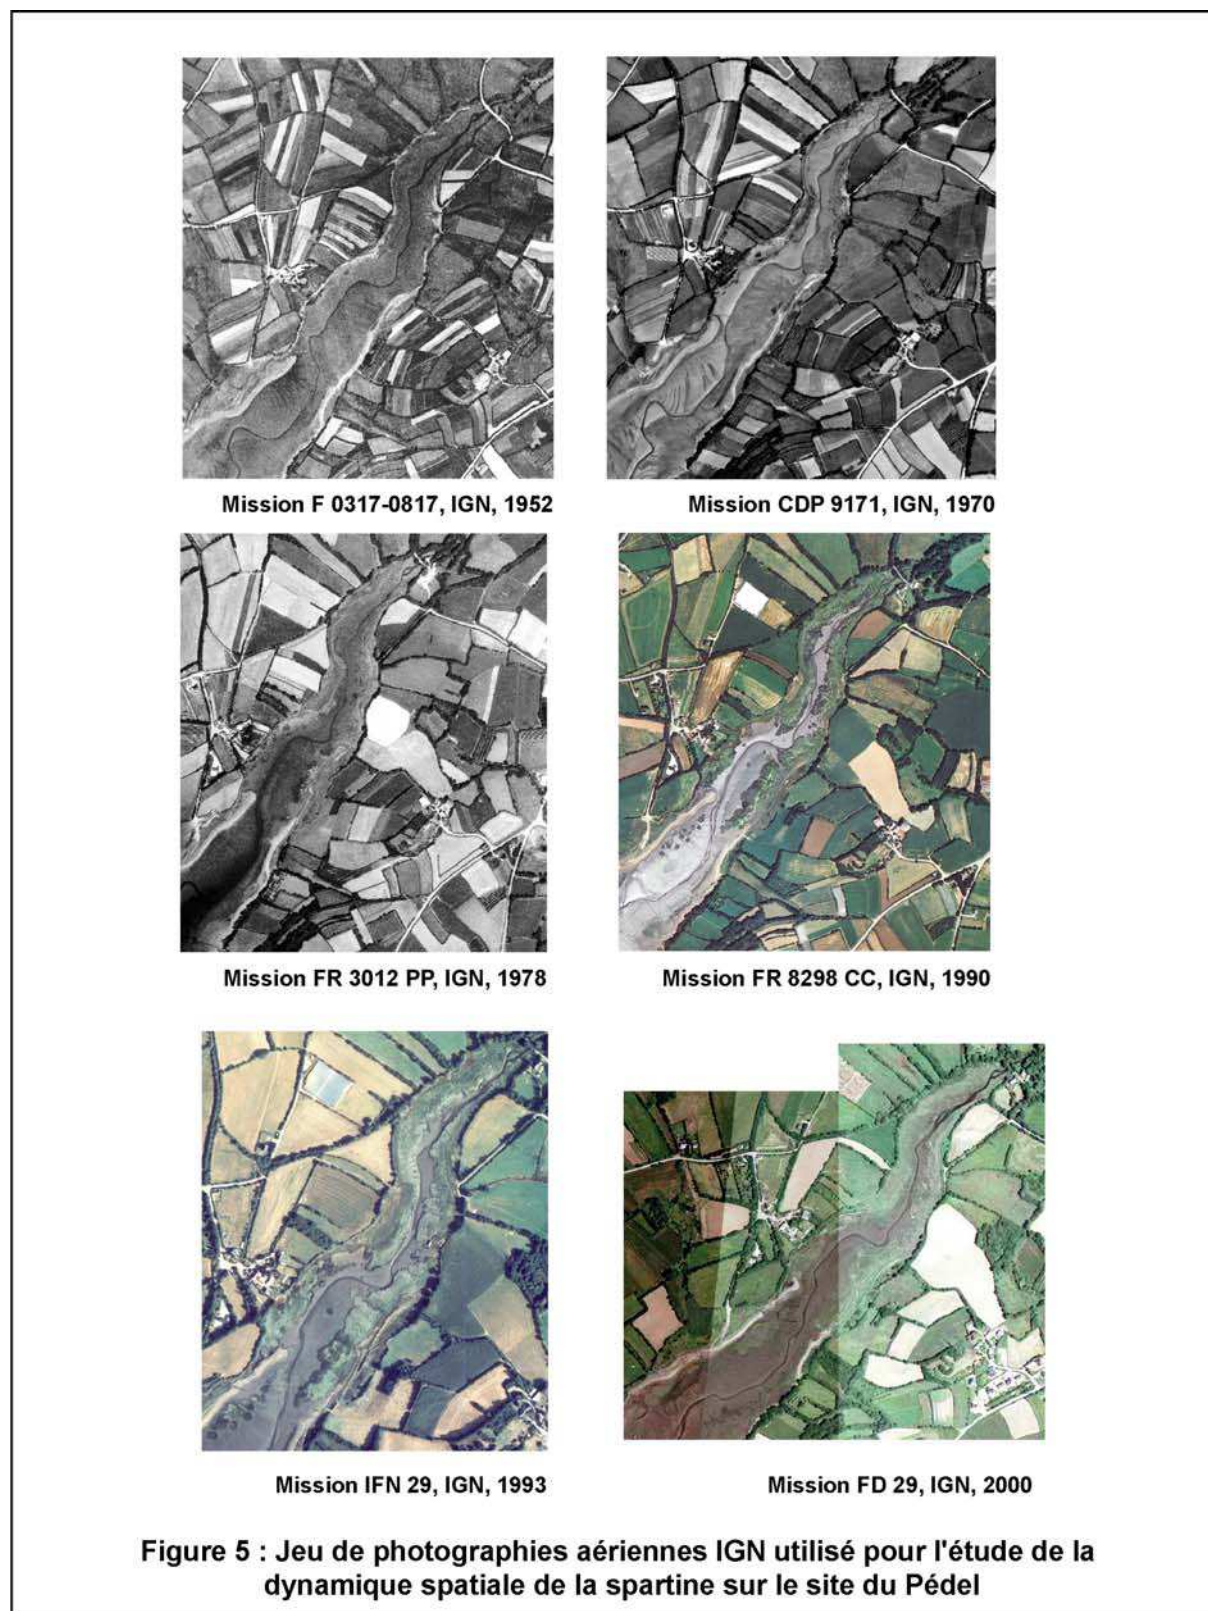 Mission F 0317-0817, IGN, 1952
Mission CDP 9171, IGN, 1970
Mission FR 3012 PP, IGN, 1978
Mission FR 8298 CC, IGN, 1990
Mission IFN 29, IGN, 1993
Mission FD 29, IGN, 2000
Figure 5 : Jeu de photographies aériennes IGN utilisé pour l'étude de la
dynamique spatiale de la spartine sur le site du Pédel